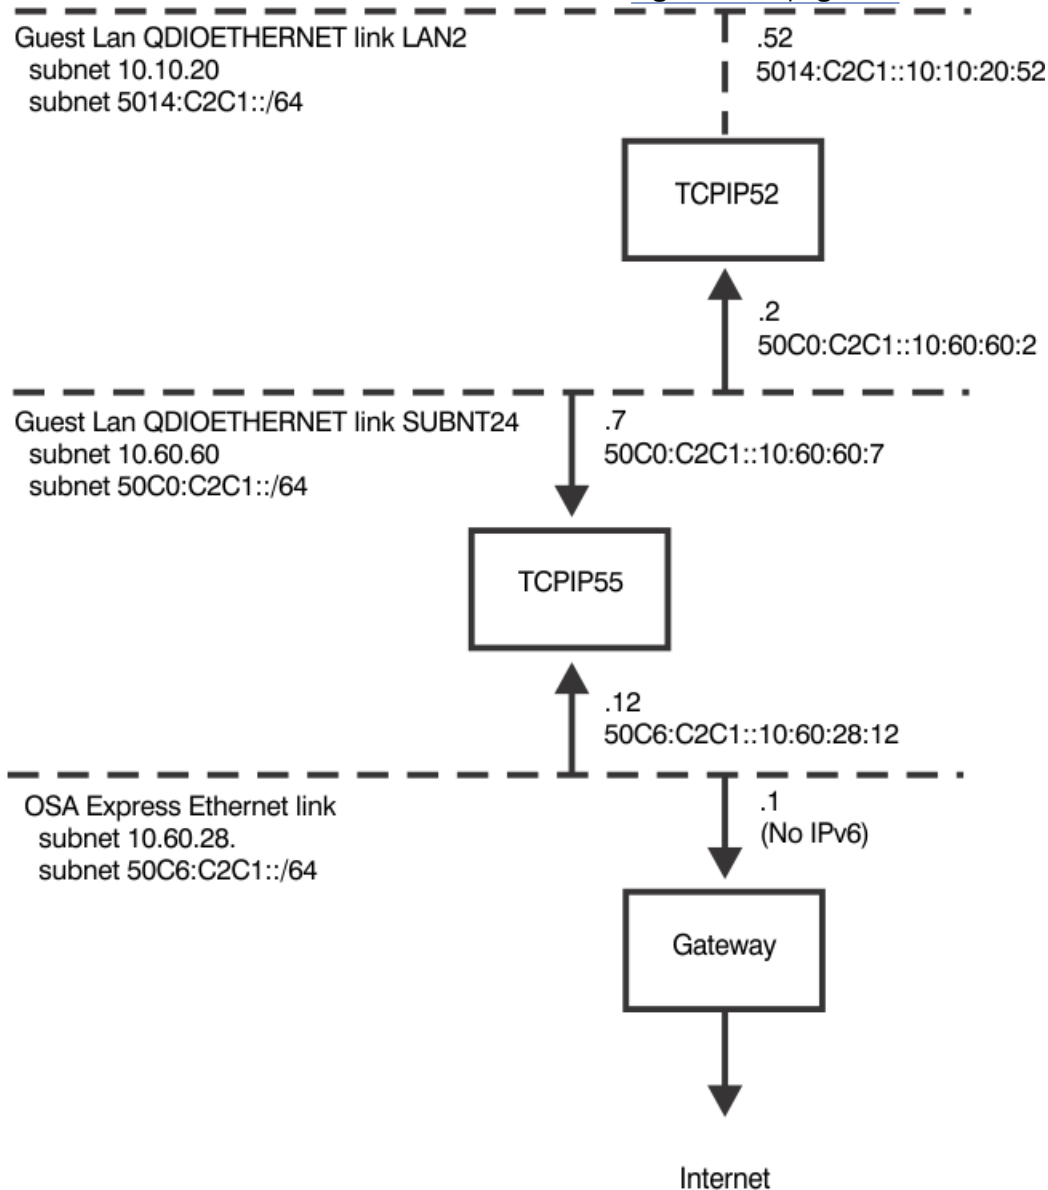 Guest Lan QDIOETHERNET link LAN2
subnet 10.10.20
subnet 5014:C2C1::/64
.52
5014:C2C1::10:10:20:52
TCPIP52
.2
50C0:C2C1::10:60:60:2
Guest Lan QDIOETHERNET link SUBNT24
subnet 10.60.60
subnet 50C0:C2C1::/64
.7
50C0:C2C1::10:60:60:7
TCPIP55
.12
50C6:C2C1::10:60:28:12
OSA Express Ethernet link
subnet 10.60.28.
subnet 50C6:C2C1::/64
.1
(No IPv6)
Gateway
Internet